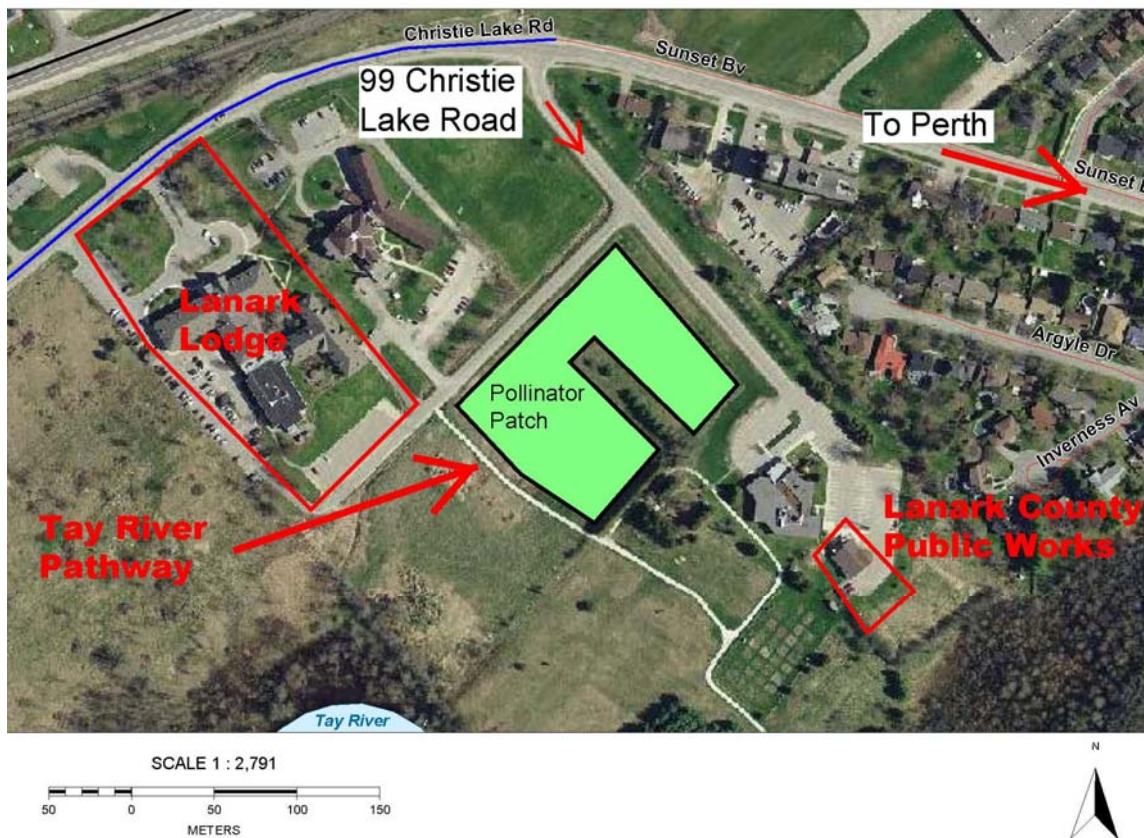 Christie Lake Rd
Sunset Bv
99 Christie
Lake Road
To Perth
Sunset
Lanark
Lodge
Argyle Dr
Pollinator
Patch
Inverness Av
Tay River
Pathway
Lanark County
Public Works
Tay River
SCALE 1 : 2,791
50 0 50 100 150
METERS
N